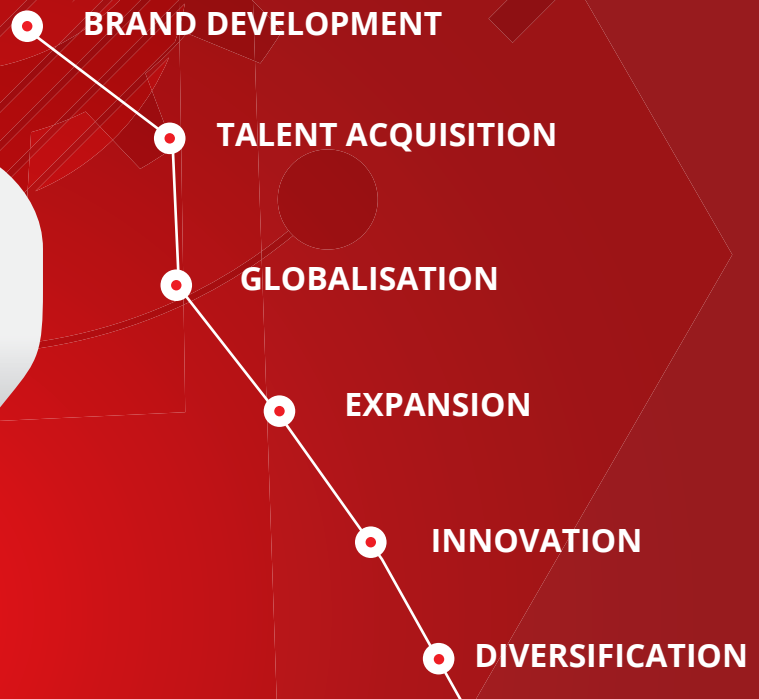 BRAND DEVELOPMENT
TALENT ACQUISITION
GLOBALISATION
EXPANSION
INNOVATION
DIVERSIFICATION